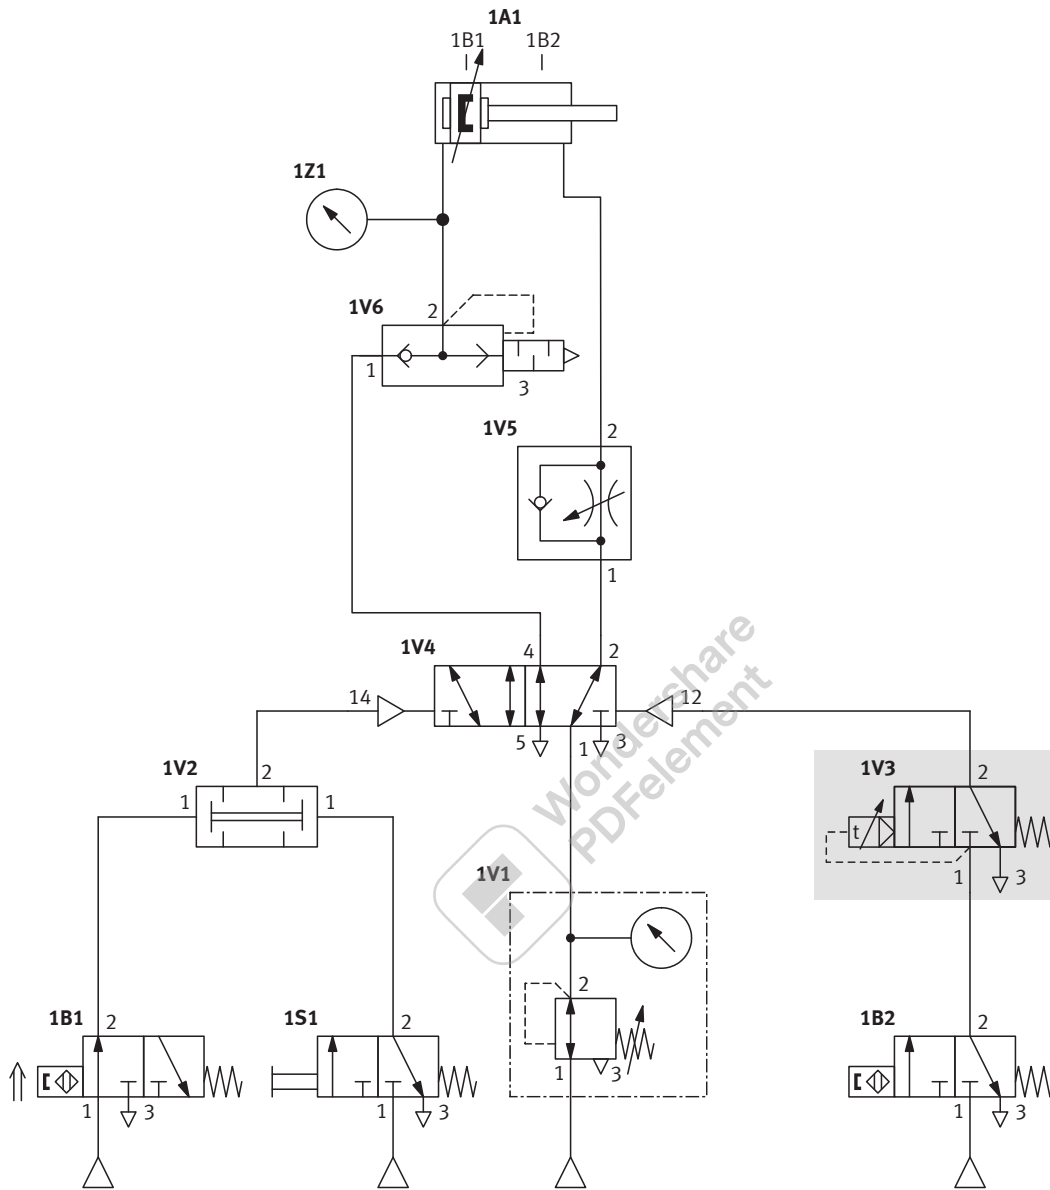 1A1
1B1 1B2
1Z1
1V6 2
1 3
1V5 2
1
1V4 4 2
14 12
5 1 3
1V2 2
1 1
1V3 2
t
1 3
1V1
2
1 3
1B1 2
1 3
1S1 2
1 3
1B2 2
1 3
Wondershare
PDFelement